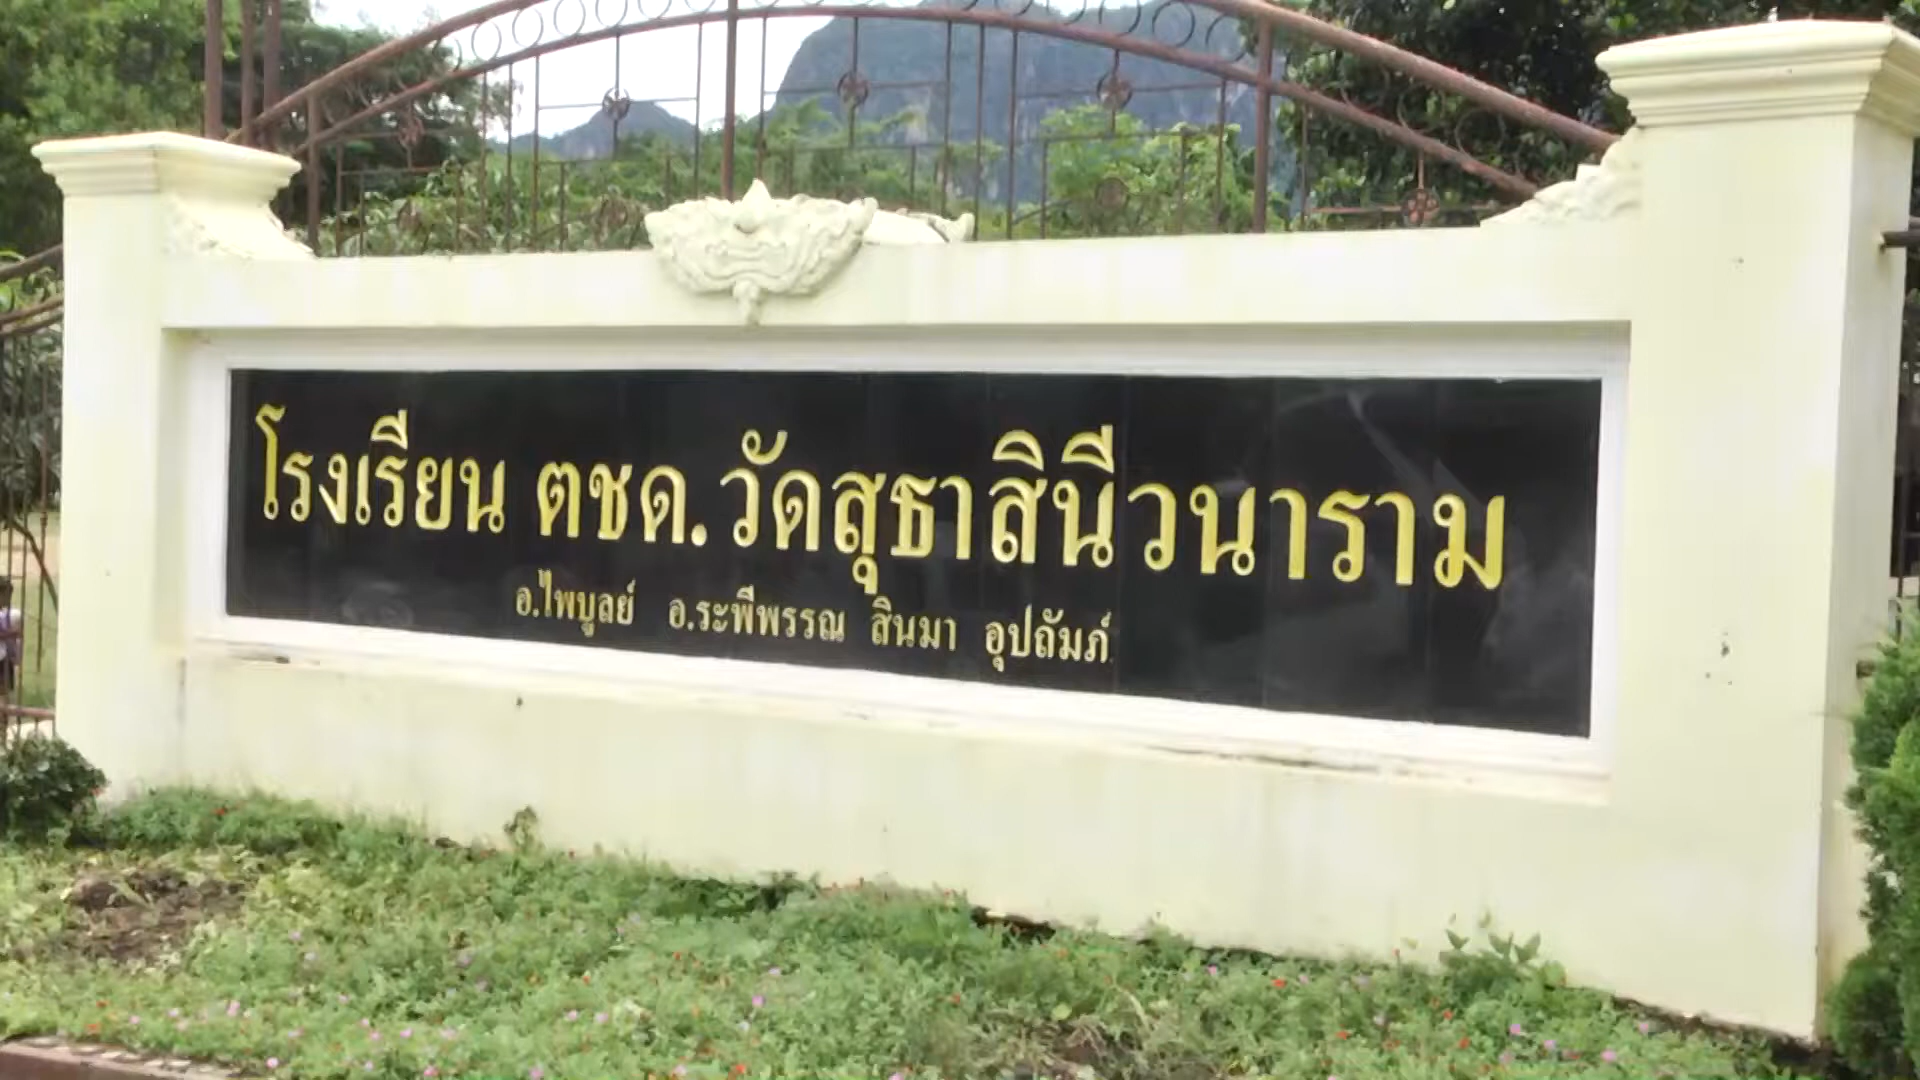 โรงเรียน ตชด.วัดสุธาสินีวนาราม
อ.ไพบูลย์ อ.ระพีพรรณ สินมา อุปถัมภ์